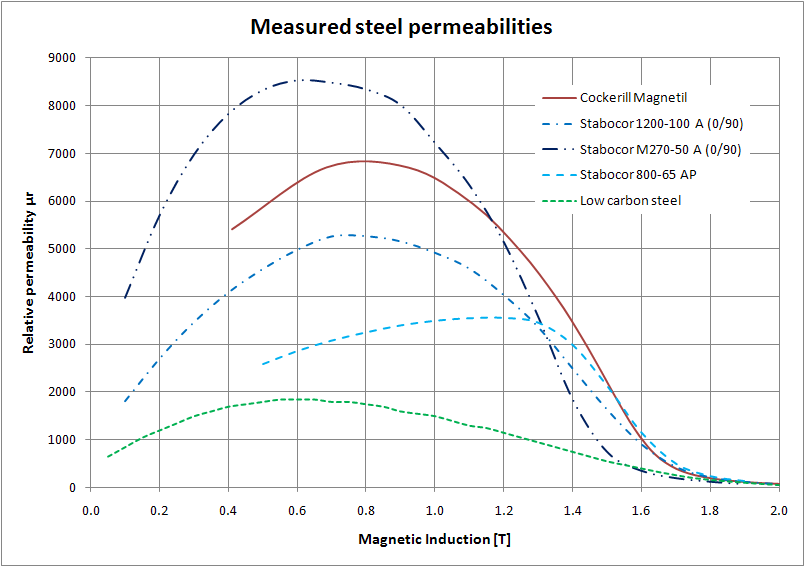 Measured steel permeabilities
9000
8000
7000
6000
5000
4000
3000
2000
1000
0
Relative permeability µr
Cockerill Magnetil
Stabocor 1200-100 A (0/90)
Stabocor M270-50 A (0/90)
Stabocor 800-65 AP
Low carbon steel
0.0 0.2 0.4 0.6 0.8 1.0 1.2 1.4 1.6 1.8 2.0
Magnetic Induction [T]